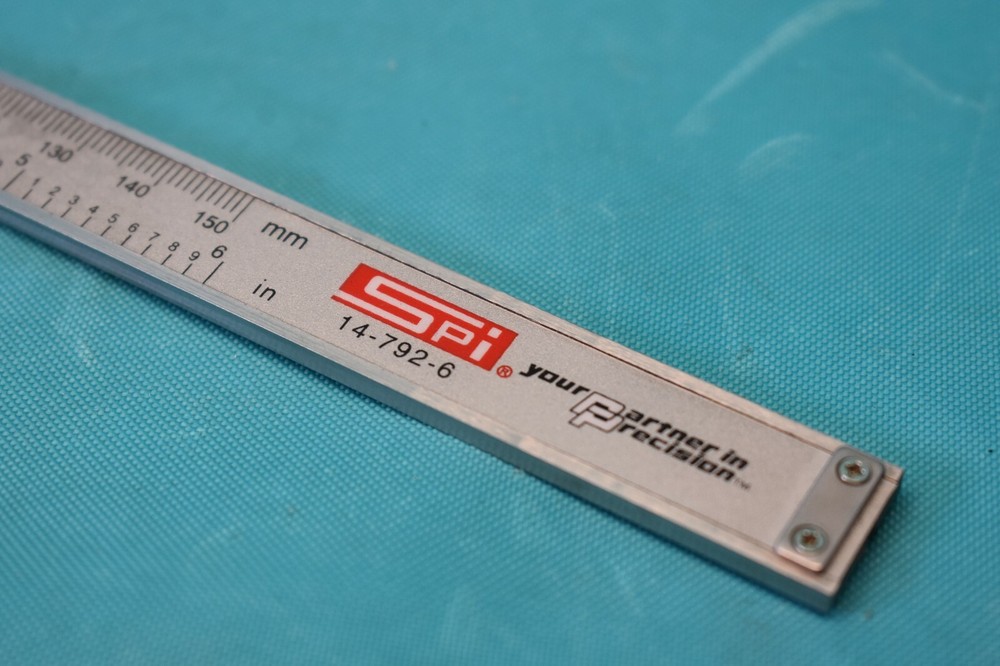 130 140 150 mm
5 1 2 3 4 5 6 7 8 9 6 in
SPi®
14-792-6
your
Partner in
Precision™